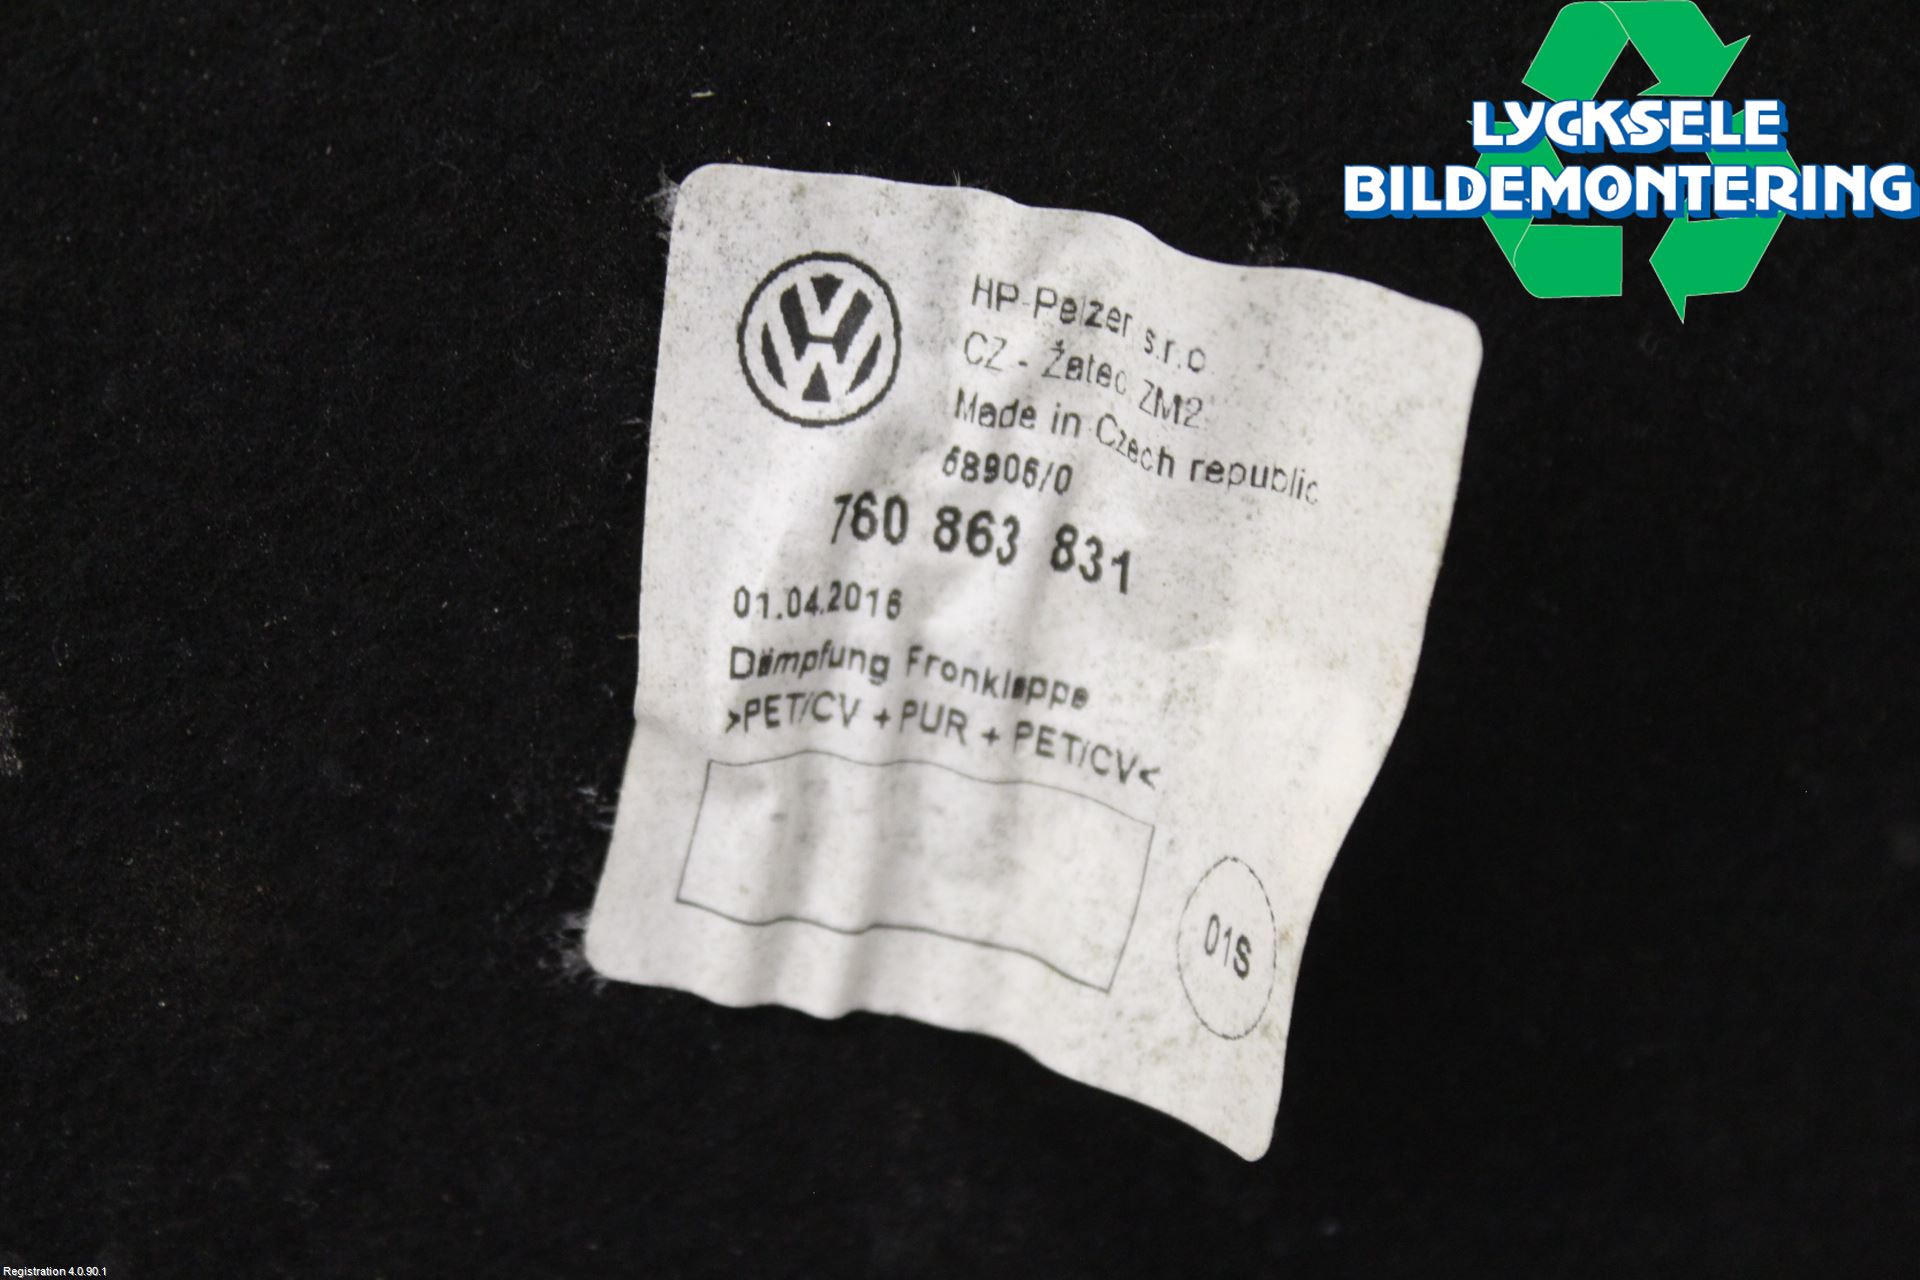 LYCKSELE
BILDEMONTERING
HP-Pelzer s.r.o
CZ - Žatec ZM2
Made in Czech republic
68906/0
760 863 831
01.04.2016
Dämpfung Fronklappe
>PET/CV + PUR + PET/CV<
01S
Registration 4.0.90.1